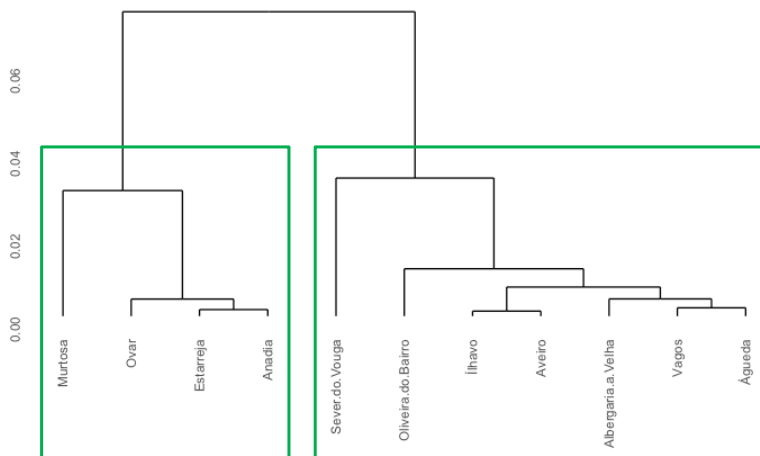 0.06
0.04
0.02
0.00
Murtosa
Ovar
Estarreja
Anadia
Sever.do.Vouga
Oliveira.do.Bairro
Ílhavo
Aveiro
Albergaria.a.Velha
Vagos
Águeda